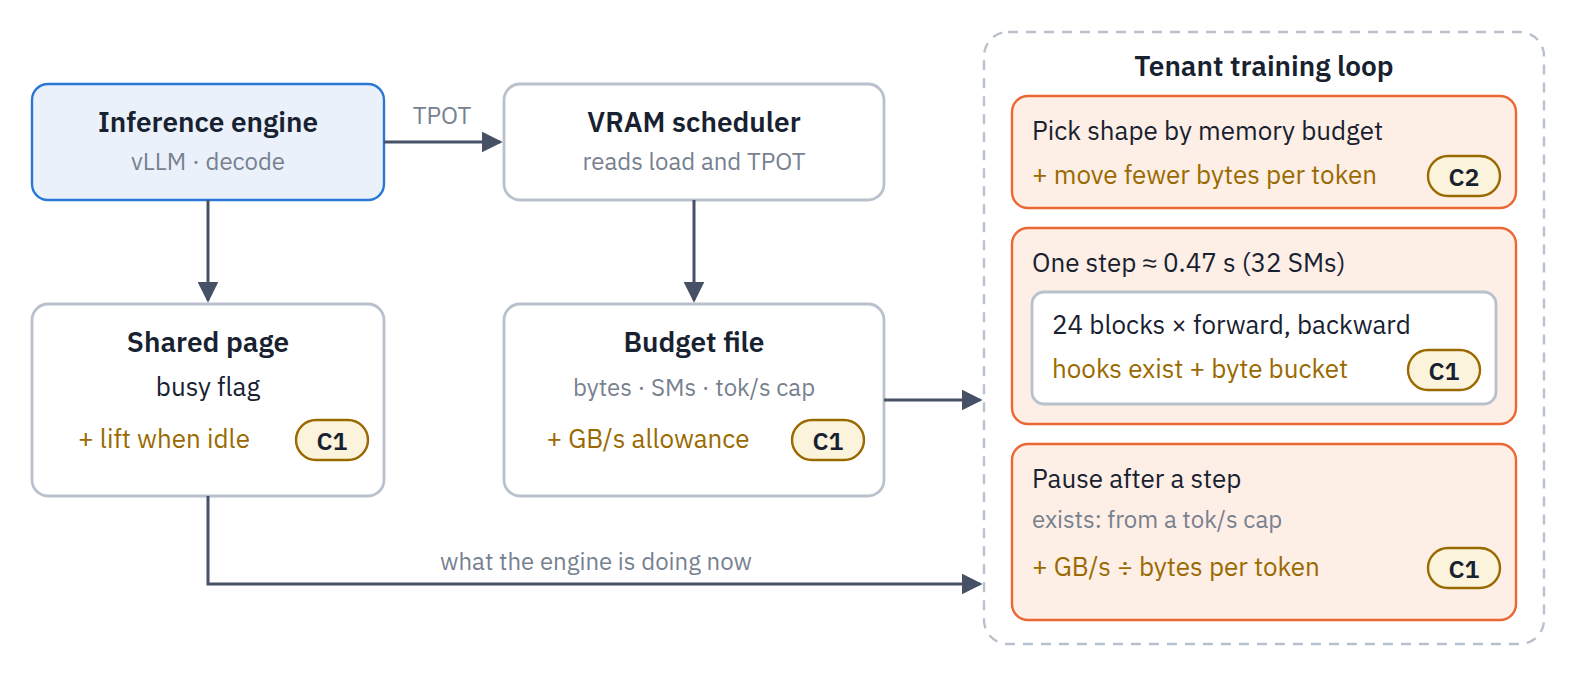 Inference engine
vLLM · decode
TPOT
VRAM scheduler
reads load and TPOT
Shared page
busy flag
+ lift when idle
C1
Budget file
bytes · SMs · tok/s cap
+ GB/s allowance
C1
what the engine is doing now
Tenant training loop
Pick shape by memory budget
+ move fewer bytes per token
C2
One step ≈ 0.47 s (32 SMs)
24 blocks × forward, backward
hooks exist + byte bucket
C1
Pause after a step
exists: from a tok/s cap
+ GB/s ÷ bytes per token
C1